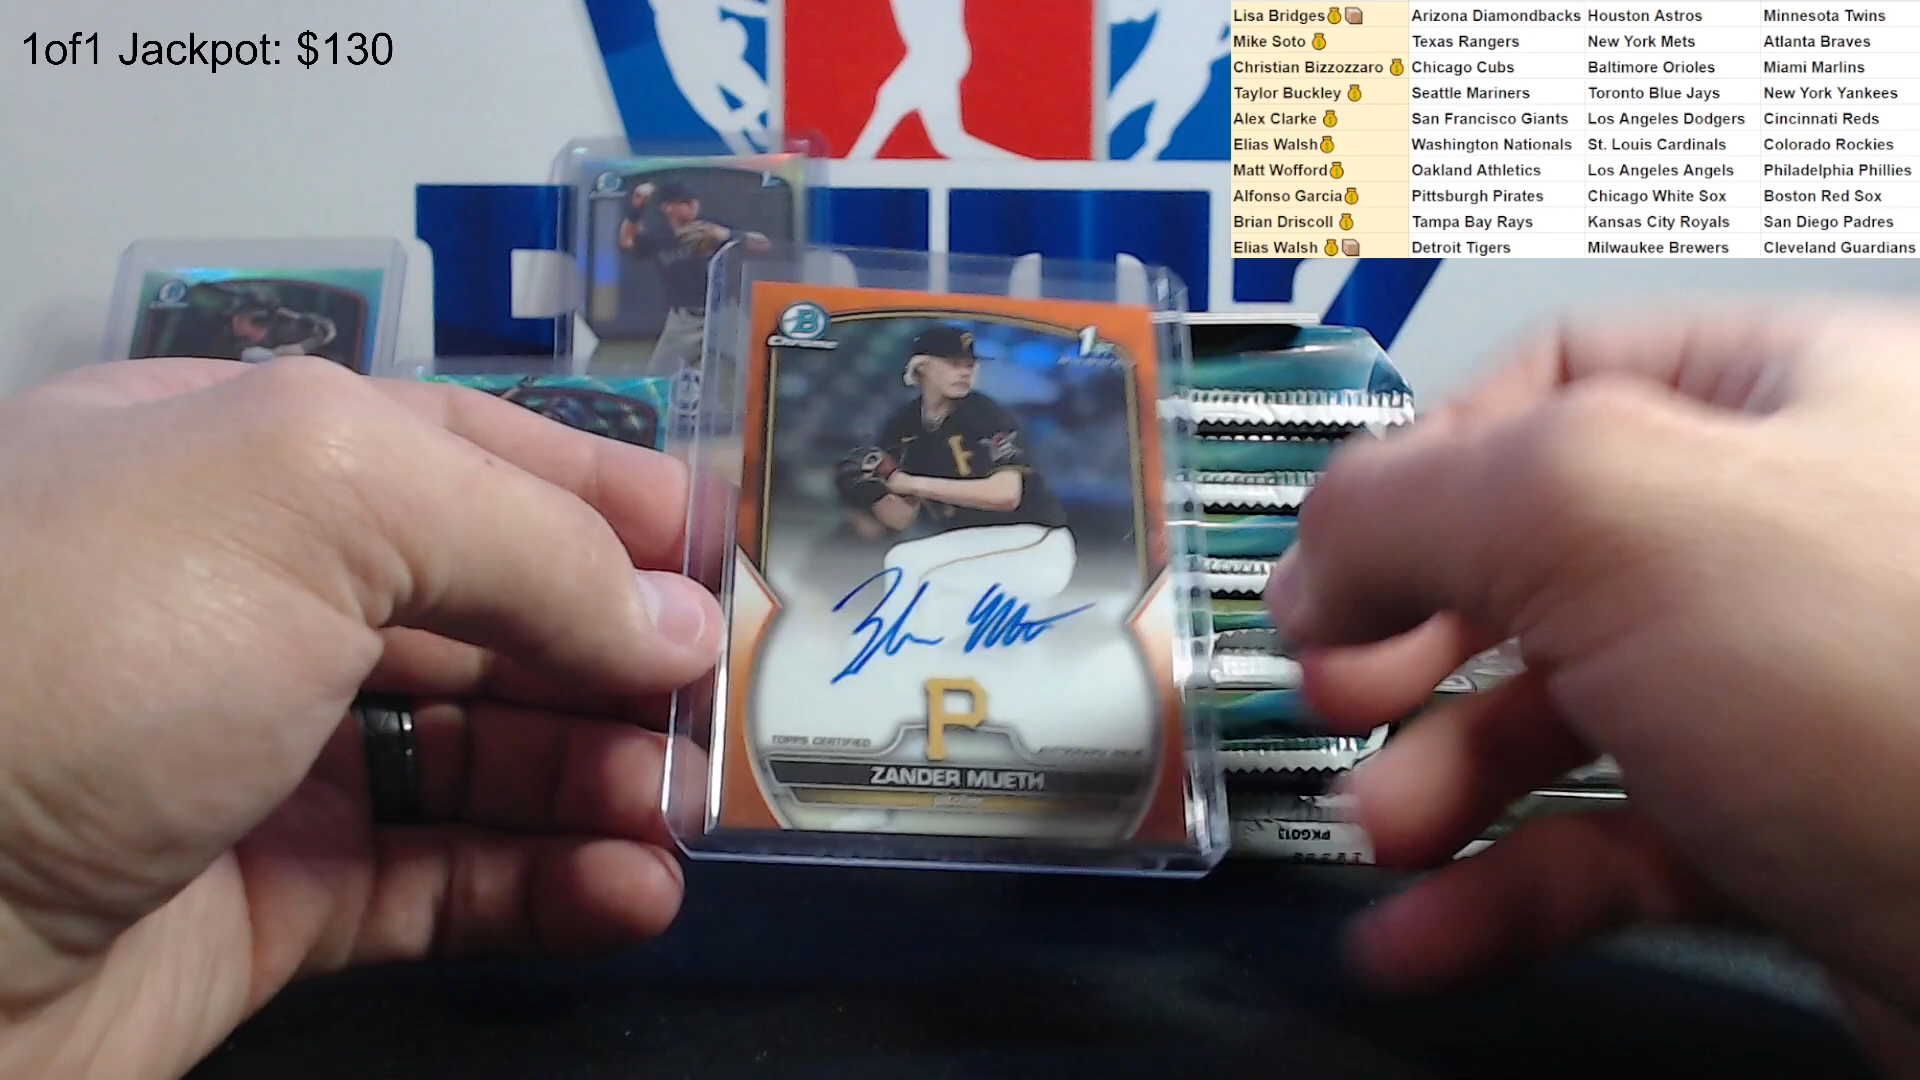 1of1 Jackpot: $130
Lisa Bridges Arizona Diamondbacks Houston Astros Minnesota Twins
Mike Soto Texas Rangers New York Mets Atlanta Braves
Christian Bizzozzaro Chicago Cubs Baltimore Orioles Miami Marlins
Taylor Buckley Seattle Mariners Toronto Blue Jays New York Yankees
Alex Clarke San Francisco Giants Los Angeles Dodgers Cincinnati Reds
Elias Walsh Washington Nationals St. Louis Cardinals Colorado Rockies
Matt Wofford Oakland Athletics Los Angeles Angels Philadelphia Phillies
Alfonso Garcia Pittsburgh Pirates Chicago White Sox Boston Red Sox
Brian Driscoll Tampa Bay Rays Kansas City Royals San Diego Padres
Elias Walsh Detroit Tigers Milwaukee Brewers Cleveland Guardians
B
Chrome
1st
P
TOPPS CERTIFIED
ZANDER MUETH
PKG013